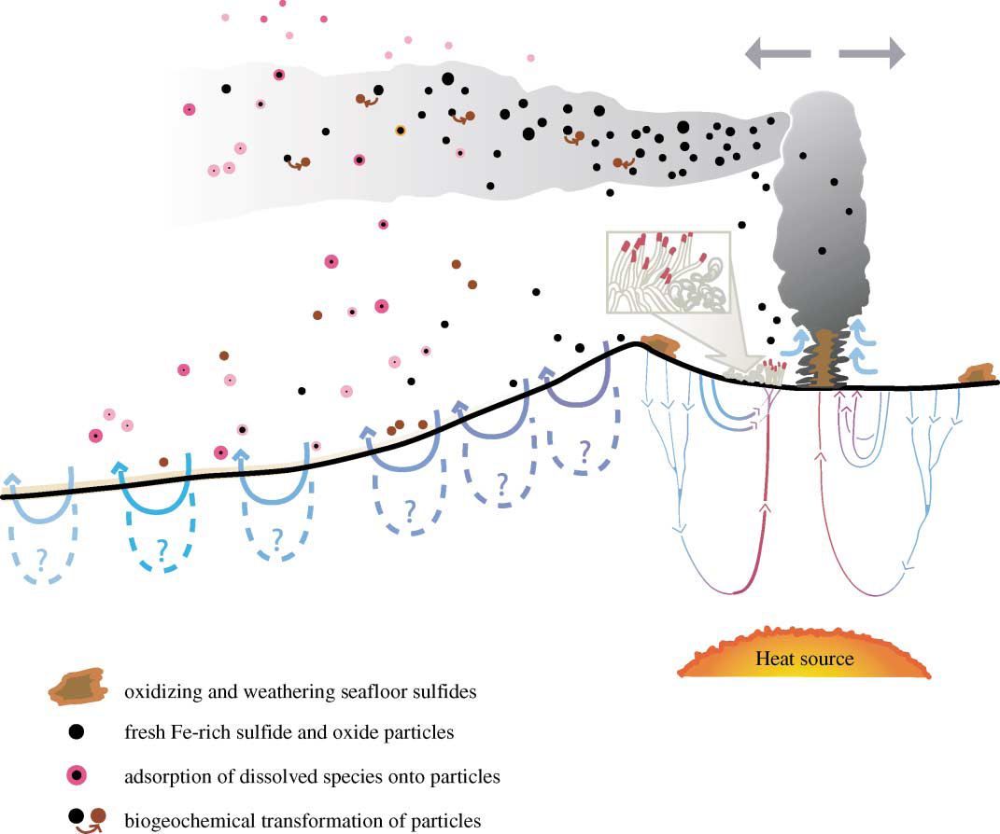 ?
?
?
?
?
?
Heat source
oxidizing and weathering seafloor sulfides
fresh Fe-rich sulfide and oxide particles
adsorption of dissolved species onto particles
biogeochemical transformation of particles